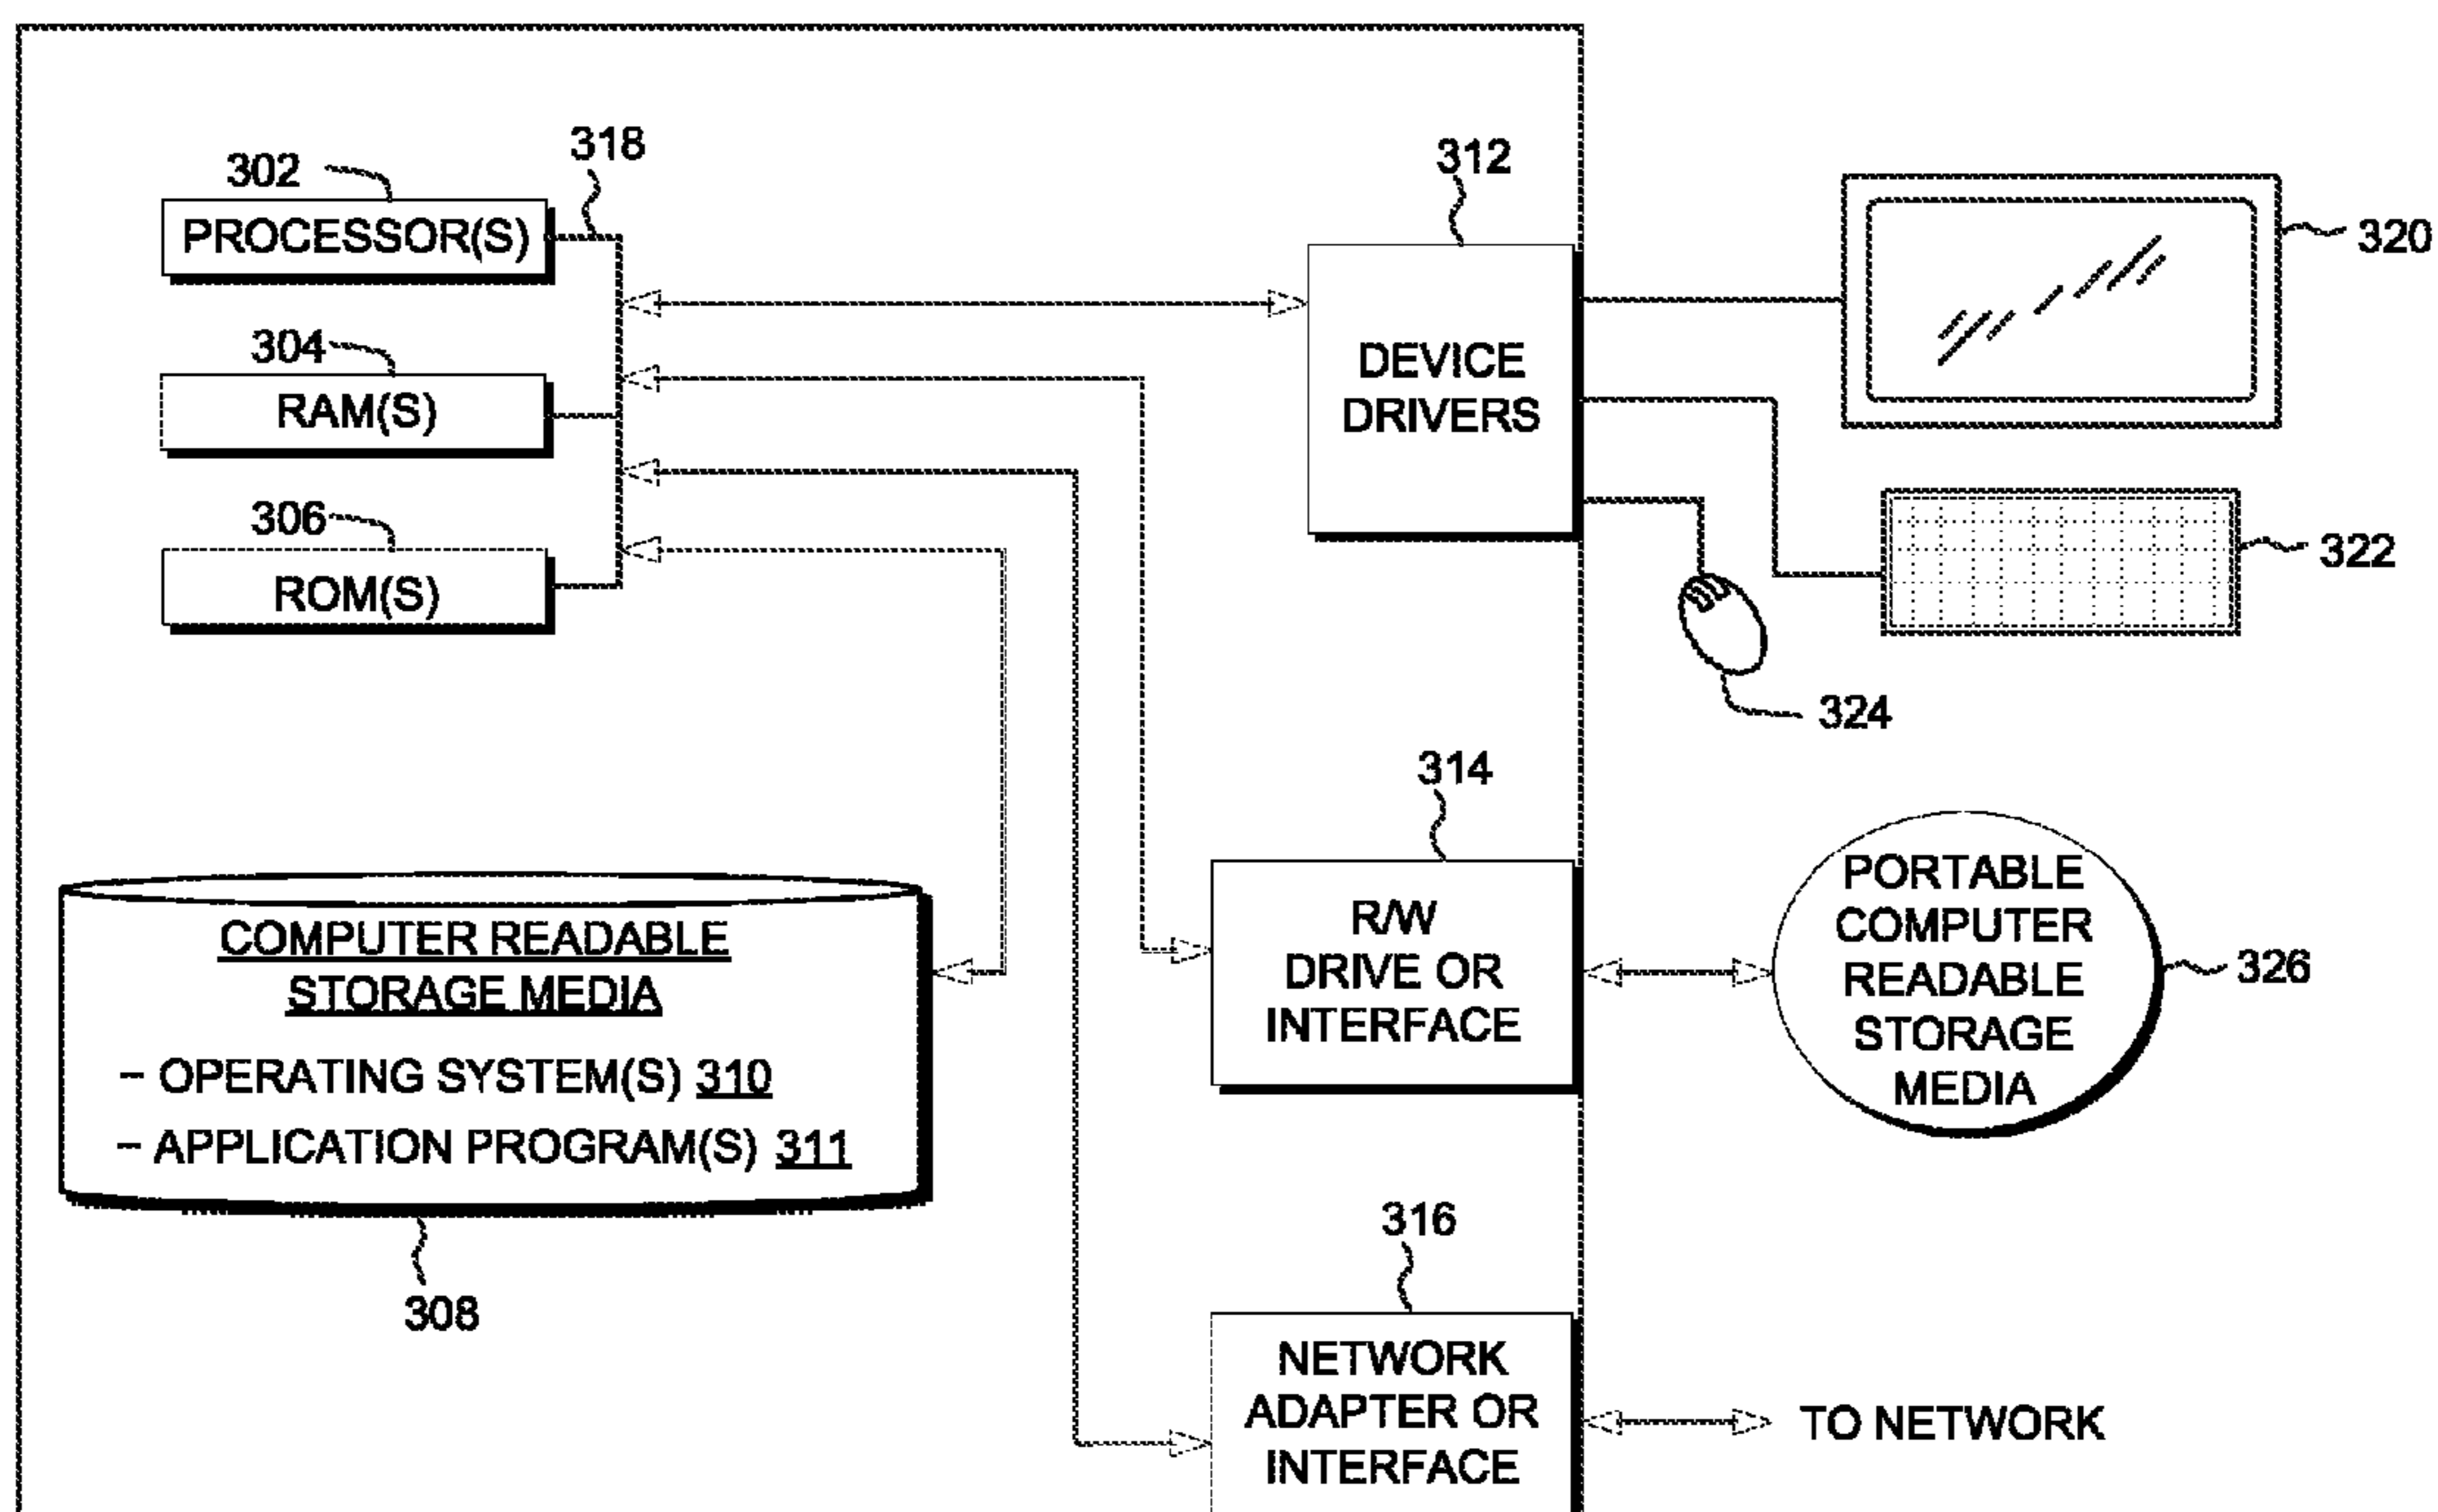 318
302
PROCESSOR(S)
304
RAM(S)
306
ROM(S)
312
DEVICE
DRIVERS
320
322
324
314
R/W
DRIVE OR
INTERFACE
PORTABLE
COMPUTER
READABLE
STORAGE
MEDIA
326
COMPUTER READABLE
STORAGE MEDIA
– OPERATING SYSTEM(S) 310
– APPLICATION PROGRAM(S) 311
308
316
NETWORK
ADAPTER OR
INTERFACE
TO NETWORK